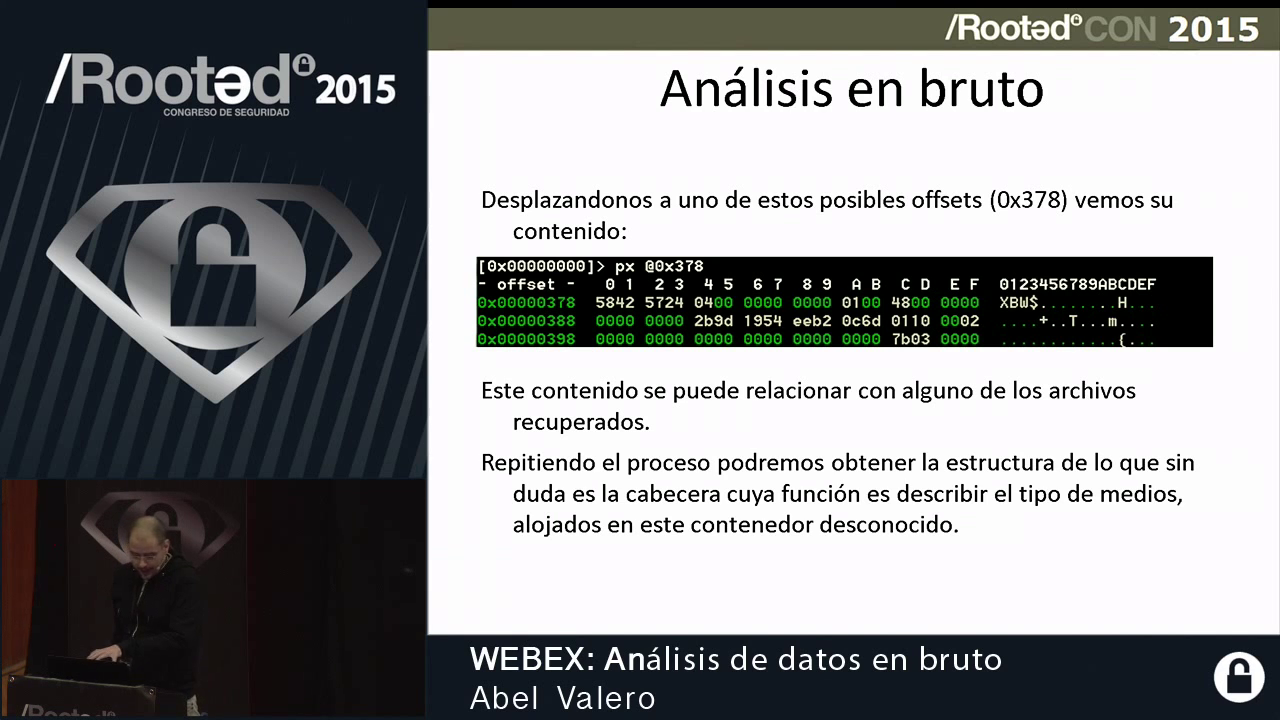 /Rootəd 2015
CONGRESO DE SEGURIDAD
/RootədCON 2015
Análisis en bruto
Desplazandonos a uno de estos posibles offsets (0x378) vemos su
contenido:
[0x00000000]> px @0x378
- offset -   0 1  2 3  4 5  6 7  8 9  A B  C D  E F  0123456789ABCDEF
0x00000378  5842 5724 0400 0000 0000 0100 4800 0000  XBW$........H...
0x00000388  0000 0000 2b9d 1954 eeb2 0c6d 0110 0002  ....+..T...m....
0x00000398  0000 0000 0000 0000 0000 0000 7b03 0000  ............{...
Este contenido se puede relacionar con alguno de los archivos
recuperados.
Repitiendo el proceso podremos obtener la estructura de lo que sin
duda es la cabecera cuya función es describir el tipo de medios,
alojados en este contenedor desconocido.
/Rootəd
WEBEX: Análisis de datos en bruto
Abel Valero